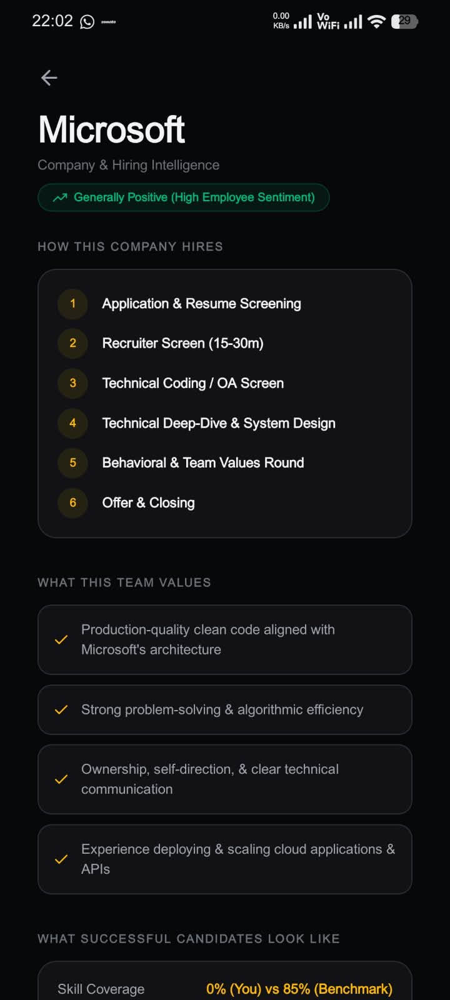 22:02 zomato 0.00 KB/s Vo WiFi 29
Microsoft
Company & Hiring Intelligence
Generally Positive (High Employee Sentiment)
HOW THIS COMPANY HIRES
1 Application & Resume Screening
2 Recruiter Screen (15-30m)
3 Technical Coding / OA Screen
4 Technical Deep-Dive & System Design
5 Behavioral & Team Values Round
6 Offer & Closing
WHAT THIS TEAM VALUES
Production-quality clean code aligned with
Microsoft's architecture
Strong problem-solving & algorithmic efficiency
Ownership, self-direction, & clear technical
communication
Experience deploying & scaling cloud applications &
APIs
WHAT SUCCESSFUL CANDIDATES LOOK LIKE
Skill Coverage 0% (You) vs 85% (Benchmark)